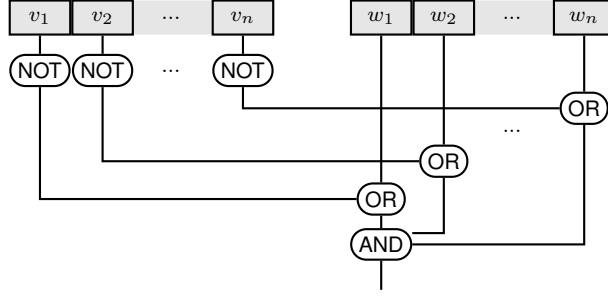 v₁ v₂ ... vₙ w₁ w₂ ... wₙ
NOT NOT ... NOT
OR
...
OR
OR
AND